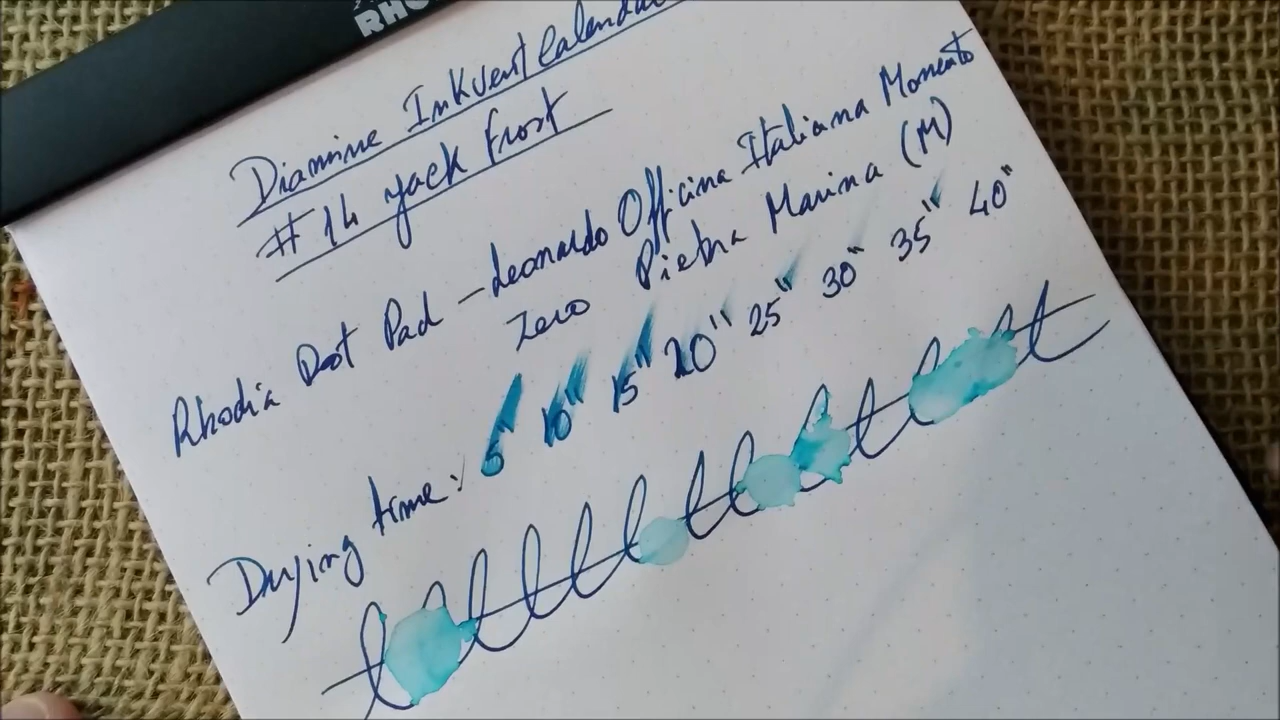 RHO
Diamine Inkvent Calendar
#14 Jack Frost
Rhodia Dot Pad - Leonardo Officina Italiana Momento
Zero Pietra Marina (M)
Drying time: 5" 10" 15" 20" 25" 30" 35" 40"